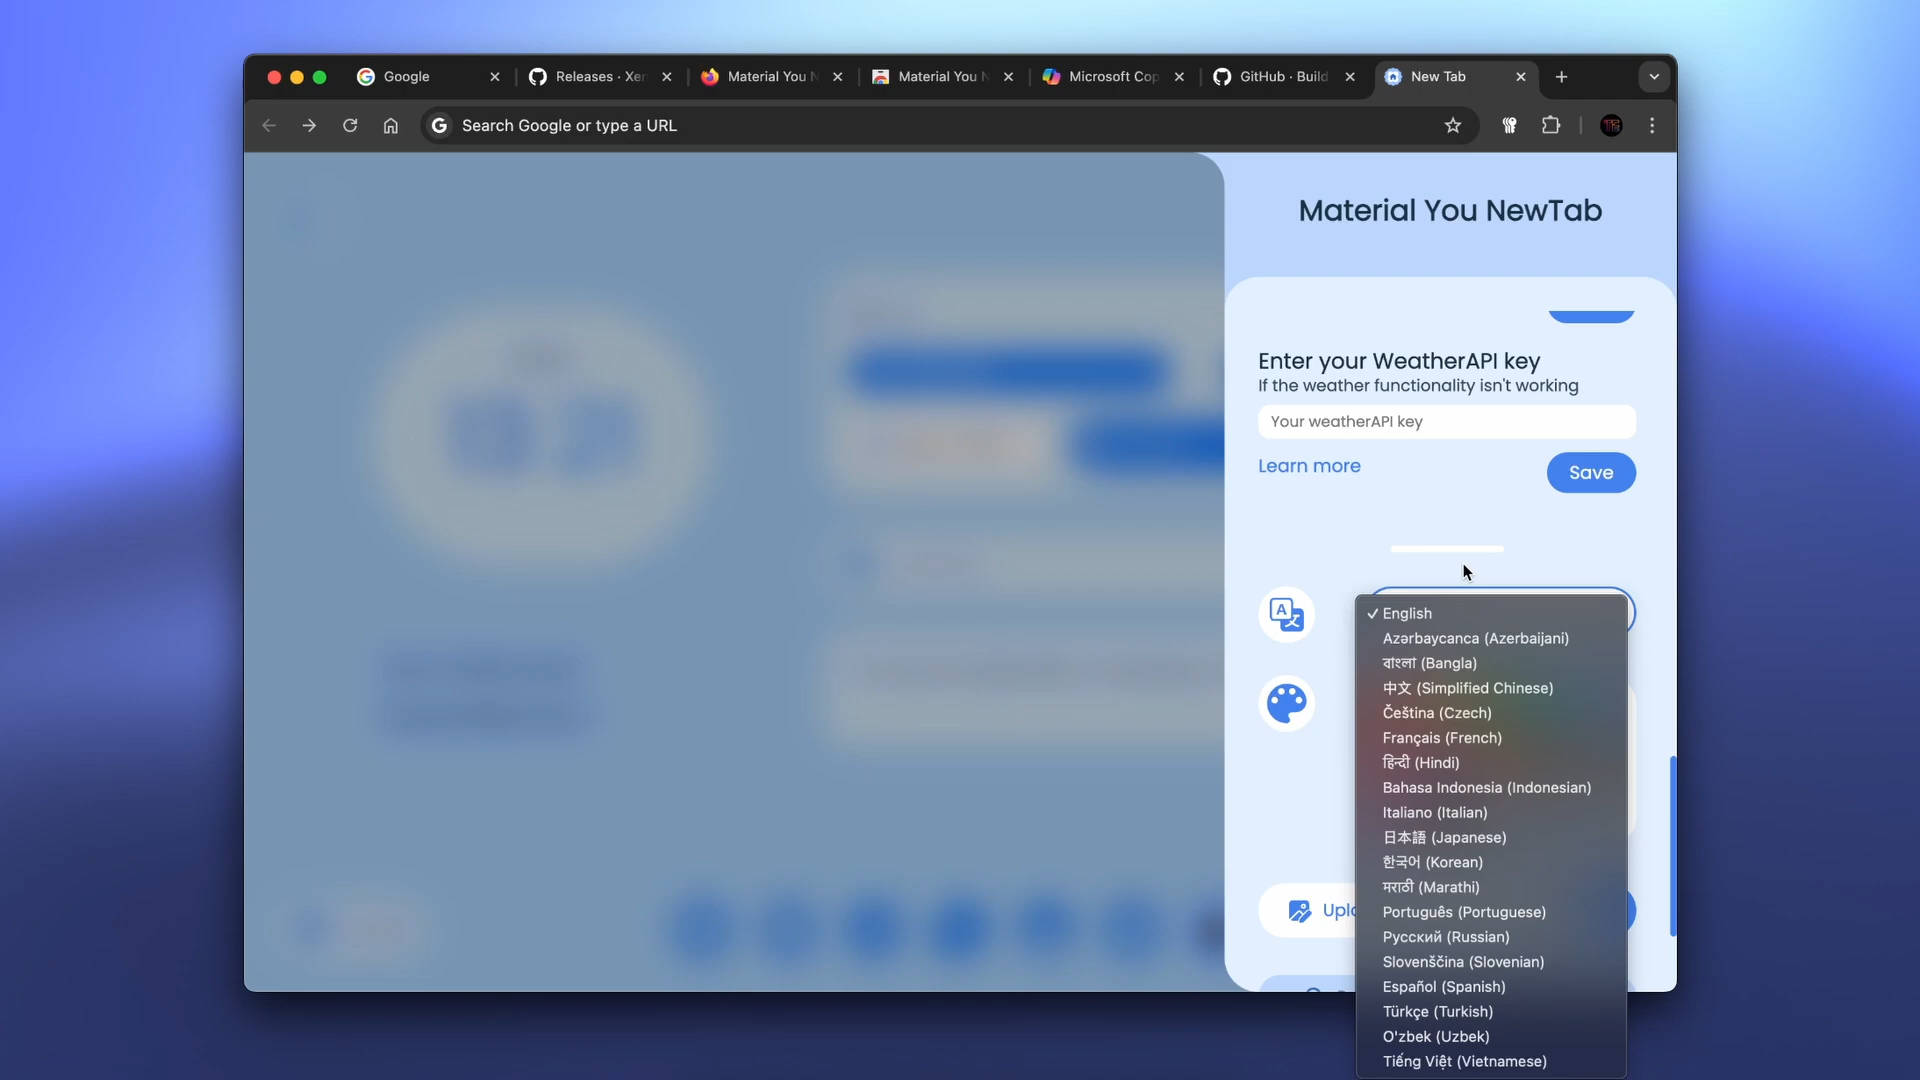 Google
Releases · Xen
Material You N
Material You N
Microsoft Cop
GitHub · Build
New Tab
Search Google or type a URL
Material You NewTab
Enter your WeatherAPI key
If the weather functionality isn't working
Your weatherAPI key
Learn more
Save
✓ English
Azərbaycanca (Azerbaijani)
বাংলা (Bangla)
中文 (Simplified Chinese)
Čeština (Czech)
Français (French)
हिन्दी (Hindi)
Bahasa Indonesia (Indonesian)
Italiano (Italian)
日本語 (Japanese)
한국어 (Korean)
मराठी (Marathi)
Uplo
Português (Portuguese)
Русский (Russian)
Slovenščina (Slovenian)
Español (Spanish)
Türkçe (Turkish)
O'zbek (Uzbek)
Tiếng Việt (Vietnamese)